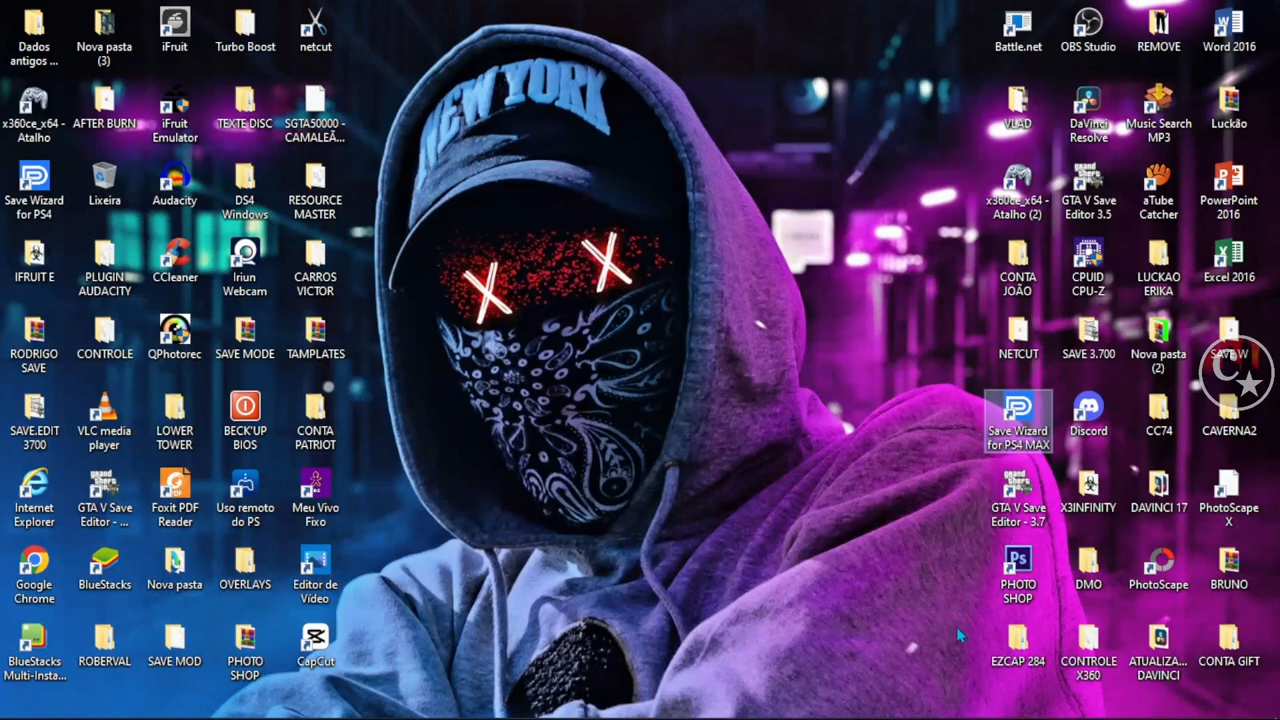 Dados
antigos ...
Nova pasta
(3)
iFruit
Turbo Boost
netcut
x360ce_x64 -
Atalho
AFTER BURN
iFruit
Emulator
TEXTE DISC
SGTA50000 -
CAMALEÃ...
Save Wizard
for PS4
Lixeira
Audacity
DS4
Windows
RESOURCE
MASTER
IFRUIT E
PLUGIN
AUDACITY
CCleaner
Iriun
Webcam
CARROS
VICTOR
RODRIGO
SAVE
CONTROLE
QPhotorec
SAVE MODE
TAMPLATES
SAVE.EDIT
3700
VLC media
player
LOWER
TOWER
BECK'UP
BIOS
CONTA
PATRIOT
Internet
Explorer
GTA V Save
Editor - ...
Foxit PDF
Reader
Uso remoto
do PS
Meu Vivo
Fixo
Google
Chrome
BlueStacks
Nova pasta
OVERLAYS
Editor de
Vídeo
BlueStacks
Multi-Insta...
ROBERVAL
SAVE MOD
PHOTO
SHOP
CapCut
NEW YORK
Battle.net
OBS Studio
REMOVE
Word 2016
VLAD
DaVinci
Resolve
Music Search
MP3
Luckão
x360ce_x64 -
Atalho (2)
GTA V Save
Editor 3.5
aTube
Catcher
PowerPoint
2016
CONTA
JOÃO
CPUID
CPU-Z
LUCKAO
ERIKA
Excel 2016
NETCUT
SAVE 3.700
Nova pasta
(2)
SAVE W
Save Wizard
for PS4 MAX
Discord
CC74
CAVERNA2
GTA V Save
Editor - 3.7
X3INFINITY
DAVINCI 17
PhotoScape
X
PHOTO
SHOP
DMO
PhotoScape
BRUNO
EZCAP 284
CONTROLE
X360
ATUALIZA...
DAVINCI
CONTA GIFT